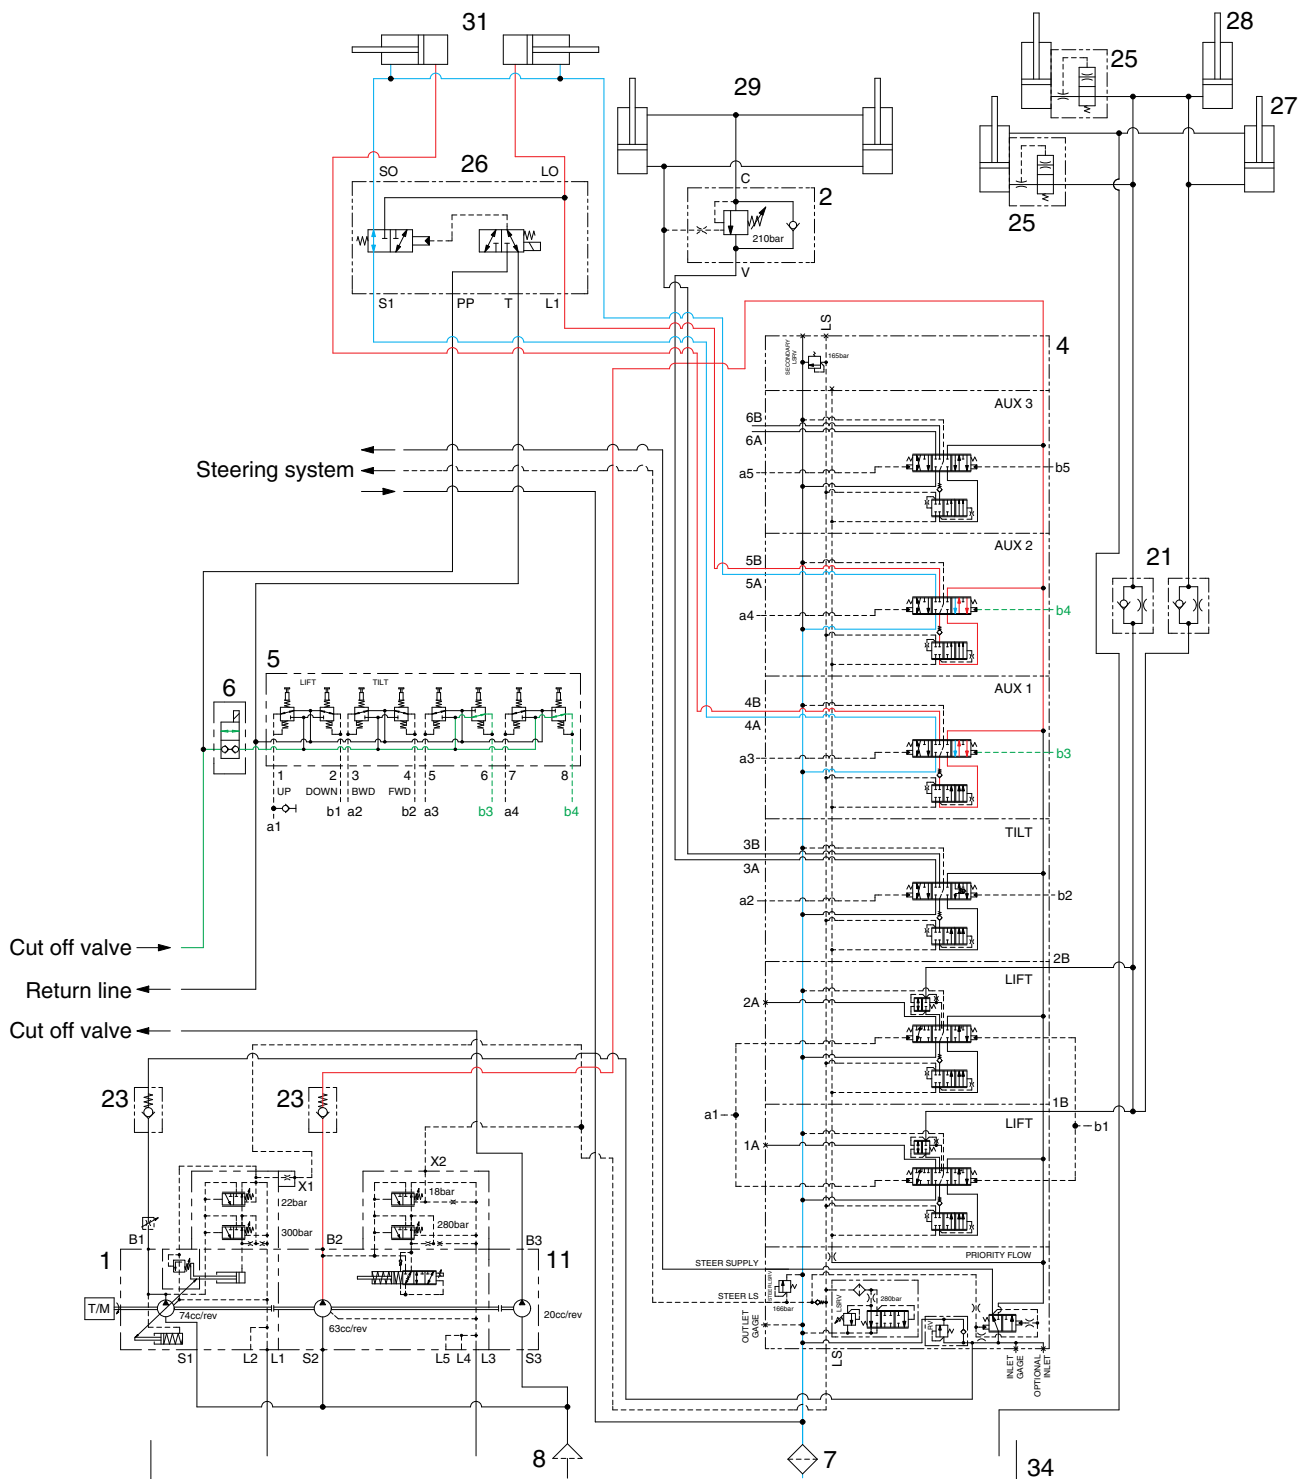 31
28
25
29
27
SO
26
LO
C
2
25
210bar
V
S1
PP
T
L1
LS
4
SECONDARY
LSRV
165bar
AUX 3
6B
6A
Steering system
a5
b5
AUX 2
5B
21
5A
a4
b4
5
LIFT
TILT
6
AUX 1
4B
4A
a3
b3
1
2
3
4
5
6
7
8
UP
DOWN
BWD
FWD
a1
b1
a2
b2
a3
b3
a4
b4
TILT
3B
3A
a2
b2
Cut off valve
2B
LIFT
Return line
2A
Cut off valve
23
23
1B
a1
LIFT
b1
1A
X1
X2
22bar
18bar
300bar
280bar
B1
B2
B3
1
11
PRIORITY FLOW
STEER SUPPLY
STEER LSRV
STEER LS
166bar
LSRV
280bar
RV
T/M
74cc/rev
63cc/rev
20cc/rev
OUTLET
GAGE
S1
L2
L1
S2
L5
L4
L3
S3
LS
INLET
GAGE
OPTIONAL
INLET
8
7
34